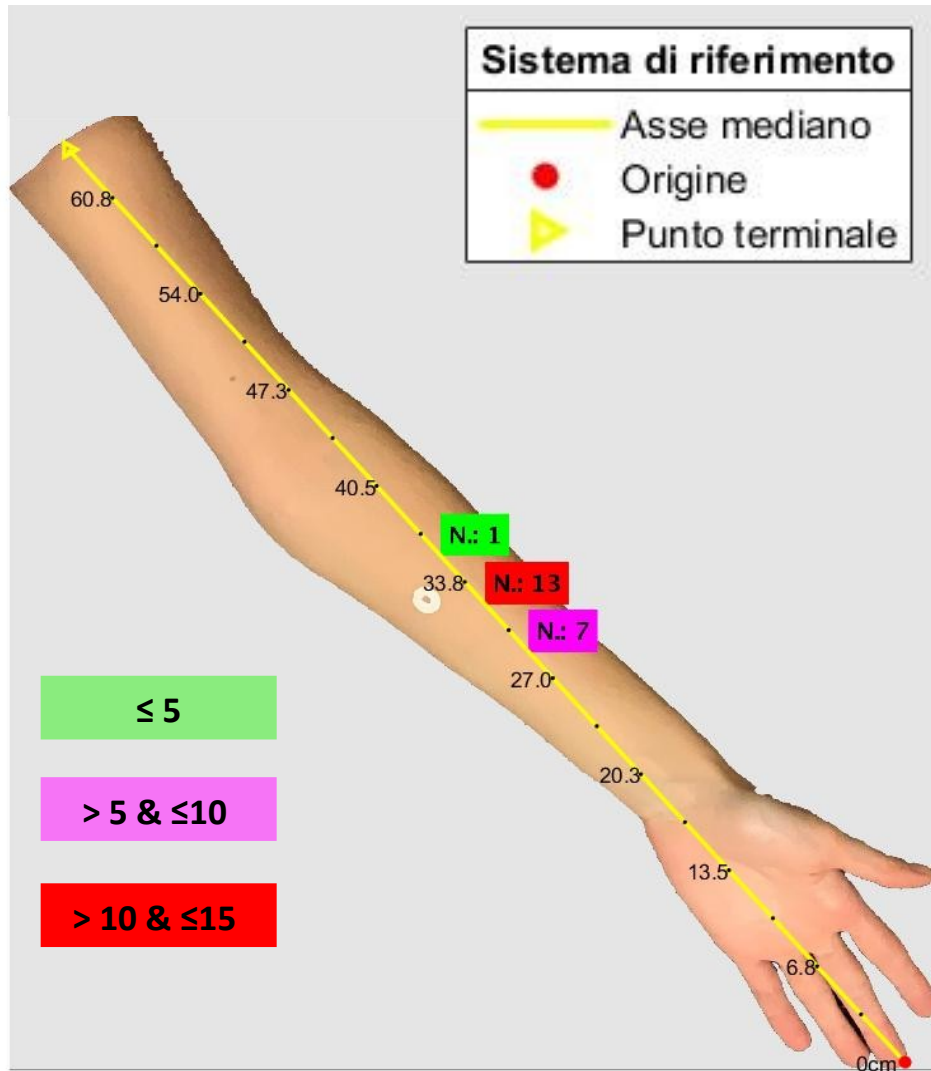 Sistema di riferimento
Asse mediano
Origine
Punto terminale
60.8
54.0
47.3
40.5
N.: 1
33.8
N.: 13
N.: 7
27.0
≤ 5
20.3
> 5 & ≤10
13.5
> 10 & ≤15
6.8
0cm